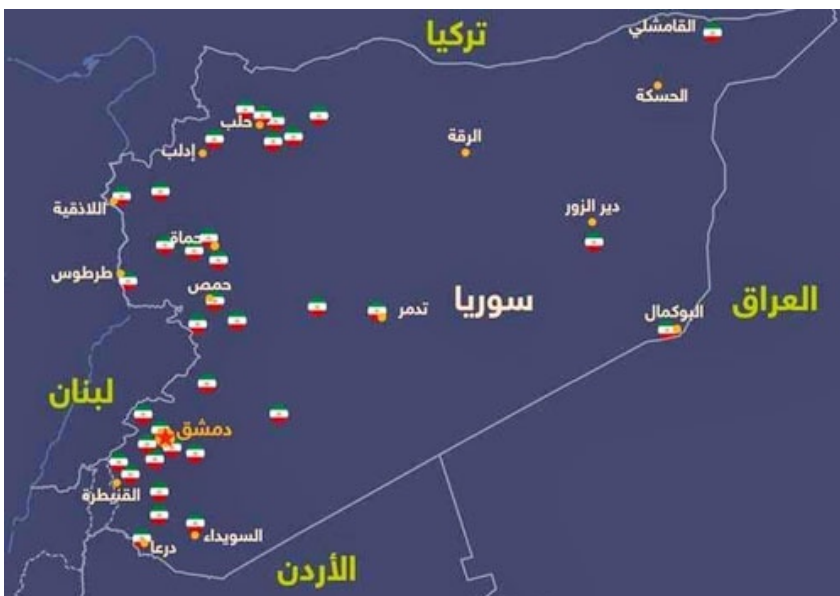 تركيا
القامشلي
الحسكة
حلب
إدلب
الرقة
اللاذقية
دير الزور
حماة
طرطوس
حمص
تدمر
سوريا
البوكمال
العراق
لبنان
دمشق
القنيطرة
السويداء
درعا
الأردن